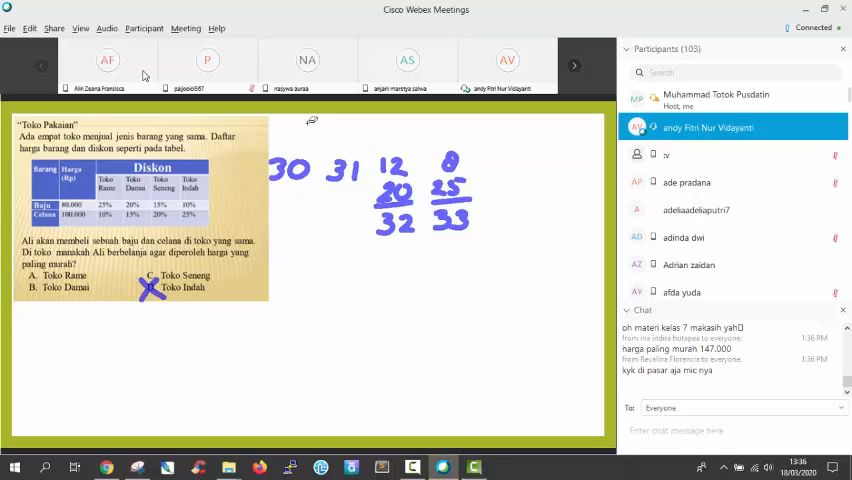 Cisco Webex Meetings
File Edit Share View Audio Participant Meeting Help
Connected
AF
P
NA
AS
AV
Alin Zeana Fransisca
paijooiol567
nasywa auraa
anjani maretya salwa
andy Fitri Nur Vidayanti
"Toko Pakaian"
Ada empat toko menjual jenis barang yang sama. Daftar
harga barang dan diskon seperti pada tabel.
Barang Harga (Rp) Diskon
Toko Rame Toko Damai Toko Seneng Toko Indah
Baju 80.000 25% 20% 15% 10%
Celana 100.000 10% 15% 20% 25%
Ali akan membeli sebuah baju dan celana di toko yang sama.
Di toko manakah Ali berbelanja agar diperoleh harga yang
paling murah?
A. Toko Rame C. Toko Seneng
B. Toko Damai D. Toko Indah
30 31 12 8
20 25
32 33
Participants (103)
Search
MP Muhammad Totok Pusdatin
Host, me
AV andy Fitri Nur Vidayanti
:v
AP ade pradana
A adeliaadeliaputri7
AD adinda dwi
AZ Adrian zaidan
AY afda yuda
Chat
oh materi kelas 7 makasih yah
from ina indira hutapea to everyone: 1:36 PM
harga paling murah 147.000
from Revalina Florencia to everyone: 1:36 PM
kyk di pasar aja mic nya
To: Everyone
Enter chat message here
13:36
18/03/2020